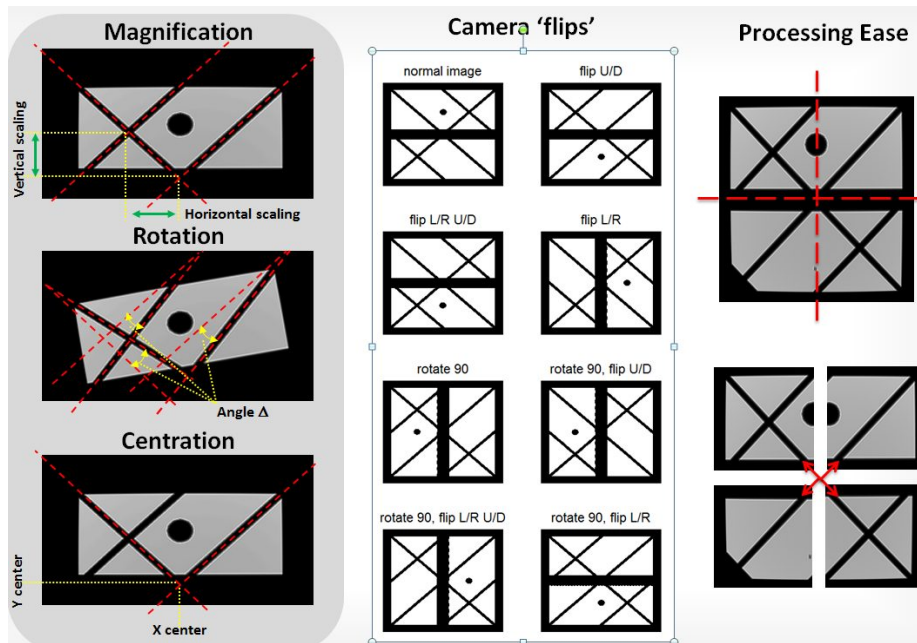 Magnification
Vertical scaling
Horizontal scaling
Rotation
Angle Δ
Centration
Y center
X center
Camera ‘flips’
normal image
flip U/D
flip L/R U/D
flip L/R
rotate 90
rotate 90, flip U/D
rotate 90, flip L/R U/D
rotate 90, flip L/R
Processing Ease